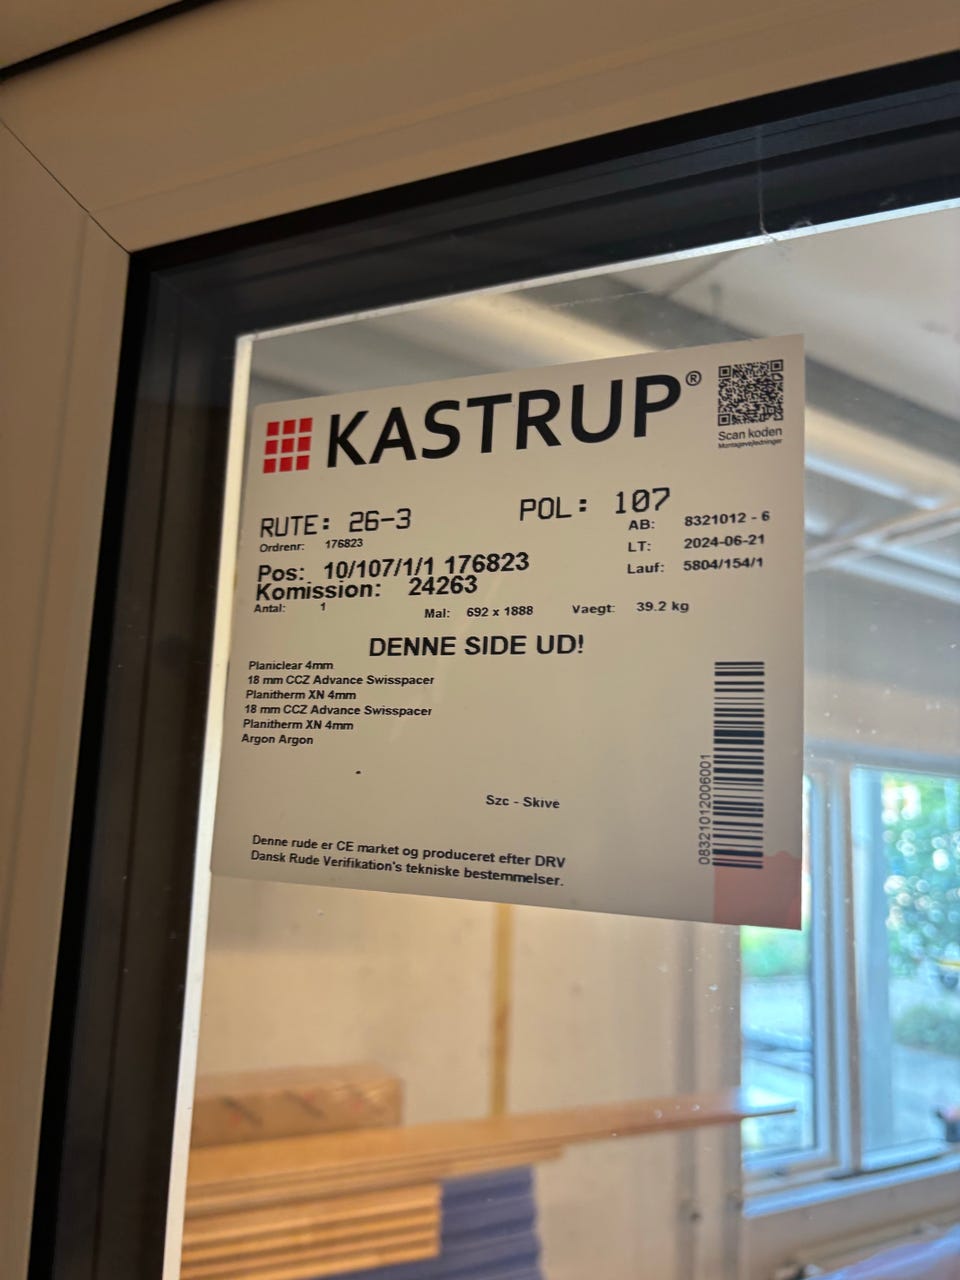 KASTRUP®
Scan koden
Montagevejledninger
RUTE: 26-3
POL: 107
Ordrenr: 176823
AB: 8321012 - 6
LT: 2024-06-21
Pos: 10/107/1/1 176823
Lauf: 5804/154/1
Komission: 24263
Antal: 1
Mal: 692 x 1888
Vaegt: 39.2 kg
DENNE SIDE UD!
Planiclear 4mm
18 mm CCZ Advance Swisspacer
Planitherm XN 4mm
18 mm CCZ Advance Swisspacer
Planitherm XN 4mm
Argon Argon
08321012006001
Szc - Skive
Denne rude er CE market og produceret efter DRV
Dansk Rude Verifikation's tekniske bestemmelser.